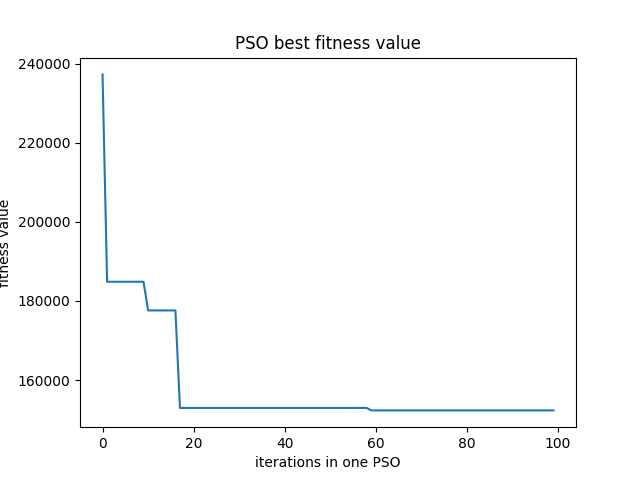 PSO best fitness value
240000
220000
200000
180000
160000
fitness value
0 20 40 60 80 100
iterations in one PSO